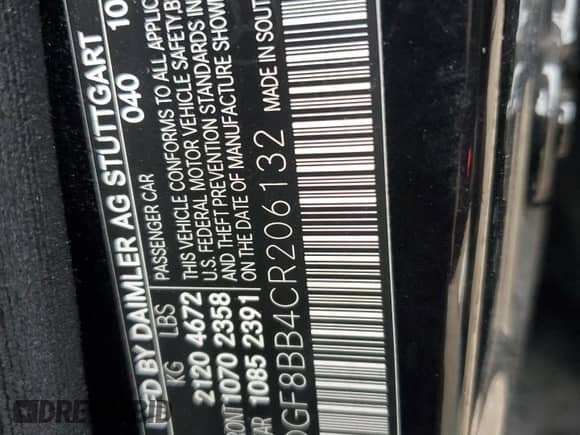 ED BY DAIMLER AG STUTTGART
040 10
PASSENGER CAR
KG LBS
2120 4672
1070 2358
1085 2391
THIS VEHICLE CONFORMS TO ALL APPLIC
U.S. FEDERAL MOTOR VEHICLE SAFETY, B
AND THEFT PREVENTION STANDARDS IN
ON THE DATE OF MANUFACTURE SHOWN
GF8BB4CR206132
MADE IN SOUT